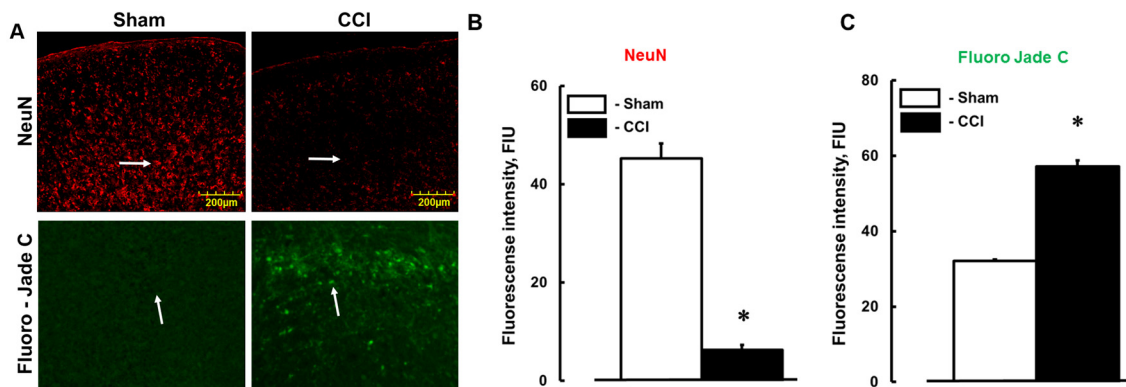 A
Sham
CCI
NeuN
200µm
200µm
Fluoro - Jade C
B
NeuN
Fluorescense intensity, FIU
60
40
20
0
- Sham
- CCI
*
C
Fluoro Jade C
Fluorescense intensity, FIU
80
60
40
20
0
- Sham
- CCI
*